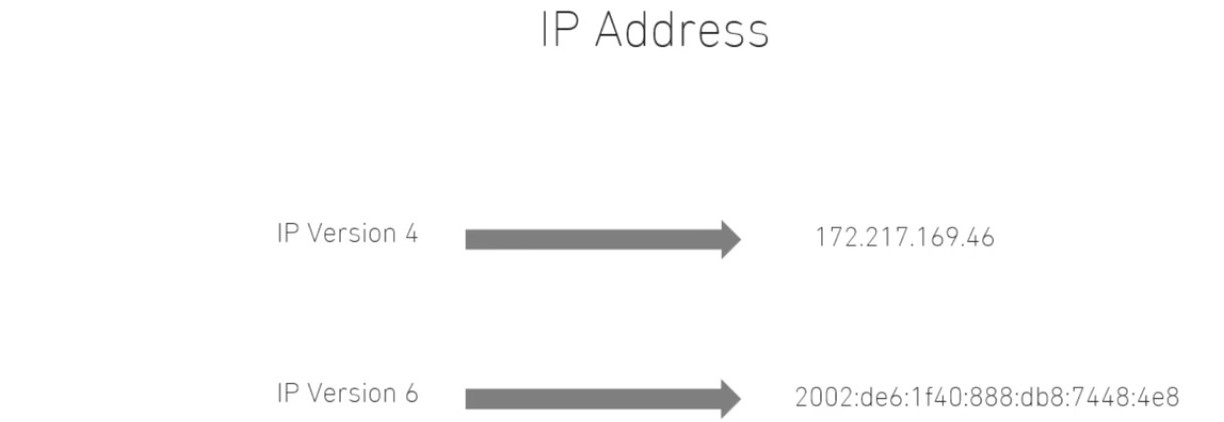 IP Address
IP Version 4 172.217.169.46
IP Version 6 2002:de6:1f40:888:db8:7448:4e8